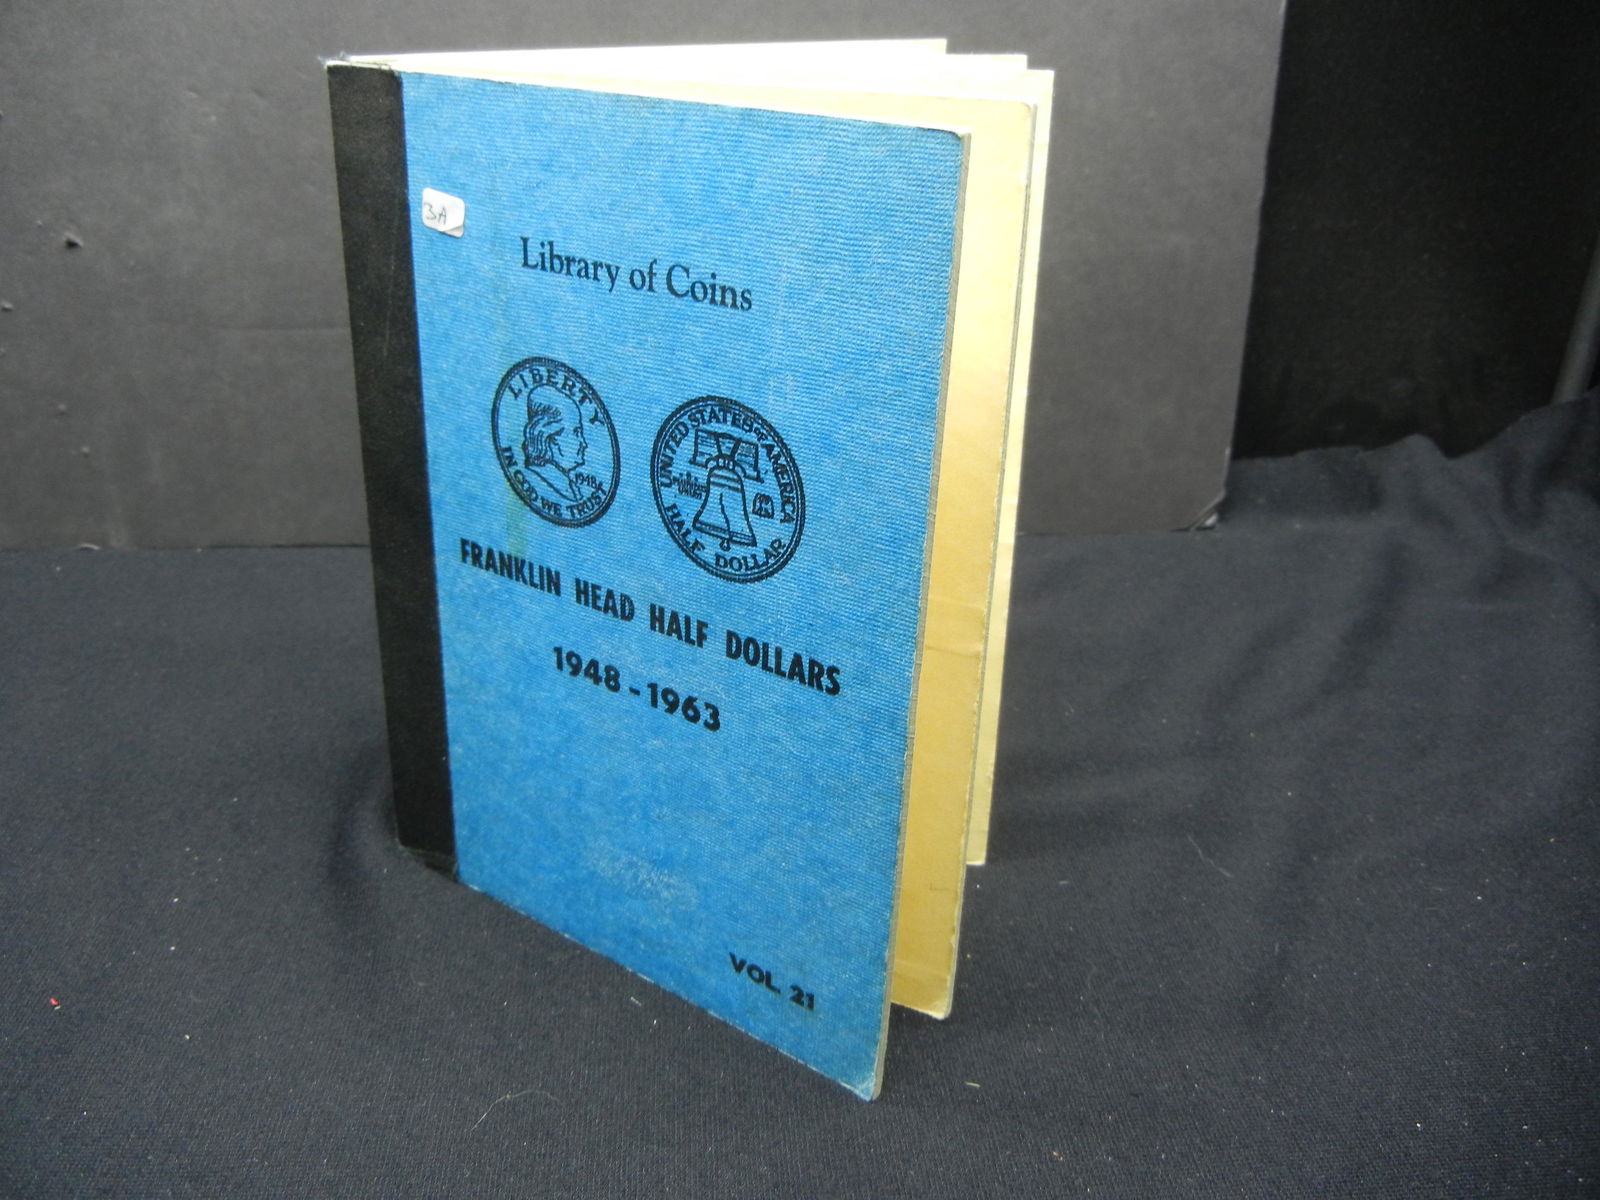 3A
Library of Coins
LIBERTY
IN GOD WE TRUST
1948
UNITED STATES OF AMERICA
HALF DOLLAR
FRANKLIN HEAD HALF DOLLARS
1948 - 1963
VOL. 21